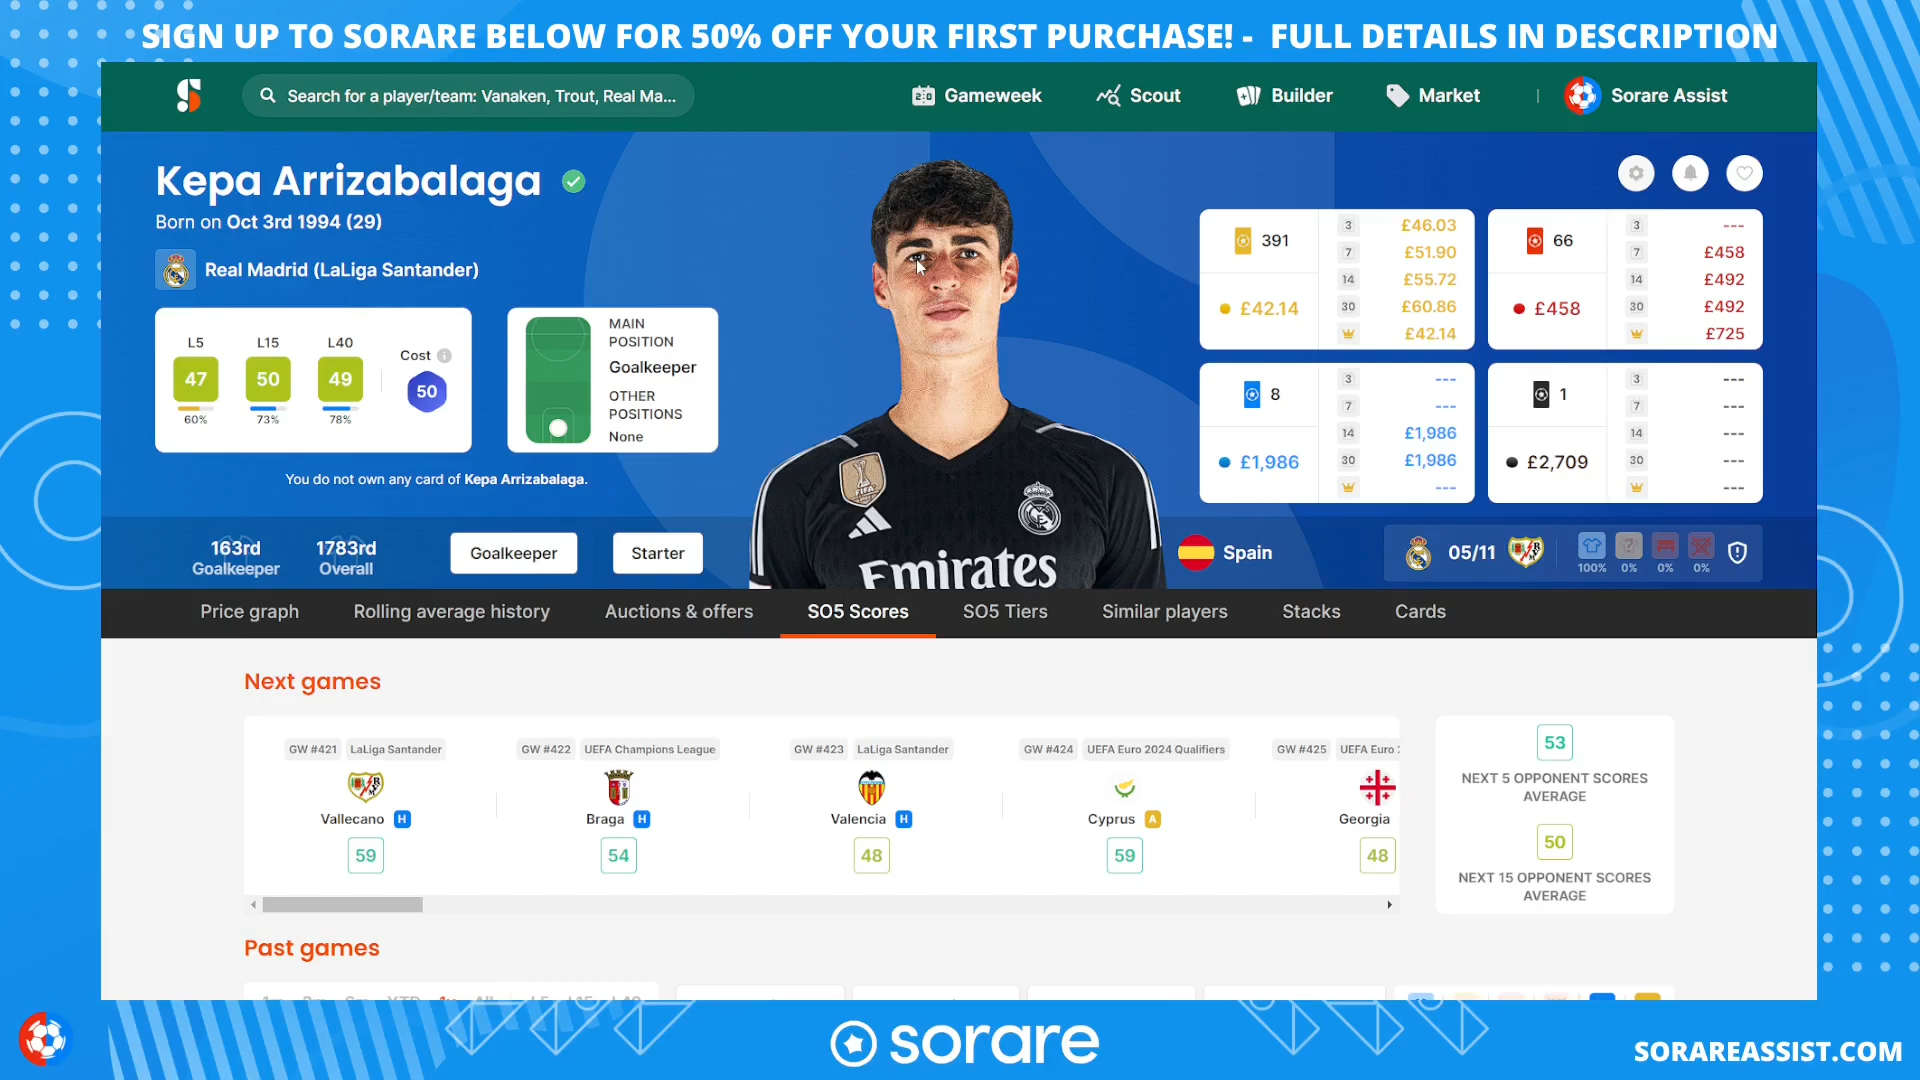 SIGN UP TO SORARE BELOW FOR 50% OFF YOUR FIRST PURCHASE! - FULL DETAILS IN DESCRIPTION
Search for a player/team: Vanaken, Trout, Real Ma...
Gameweek
Scout
Builder
Market
Sorare Assist
Kepa Arrizabalaga
Born on Oct 3rd 1994 (29)
Real Madrid (LaLiga Santander)
L5
L15
L40
Cost
47
50
49
50
60%
73%
78%
MAIN
POSITION
Goalkeeper
OTHER
POSITIONS
None
You do not own any card of Kepa Arrizabalaga.
391
£42.14
3 £46.03
7 £51.90
14 £55.72
30 £60.86
£42.14
66
£458
3 ---
7 £458
14 £492
30 £492
£725
8
£1,986
3 ---
7 ---
14 £1,986
30 £1,986
---
1
£2,709
3 ---
7 ---
14 ---
30 ---
---
FIFA
Emirates
163rd
Goalkeeper
1783rd
Overall
Goalkeeper
Starter
Spain
05/11
100%
0%
0%
0%
Price graph
Rolling average history
Auctions & offers
SO5 Scores
SO5 Tiers
Similar players
Stacks
Cards
Next games
GW #421 LaLiga Santander
Vallecano H
59
GW #422 UEFA Champions League
Braga H
54
GW #423 LaLiga Santander
Valencia H
48
GW #424 UEFA Euro 2024 Qualifiers
Cyprus A
59
GW #425 UEFA Euro
Georgia
48
53
NEXT 5 OPPONENT SCORES
AVERAGE
50
NEXT 15 OPPONENT SCORES
AVERAGE
Past games
sorare
SORAREASSIST.COM